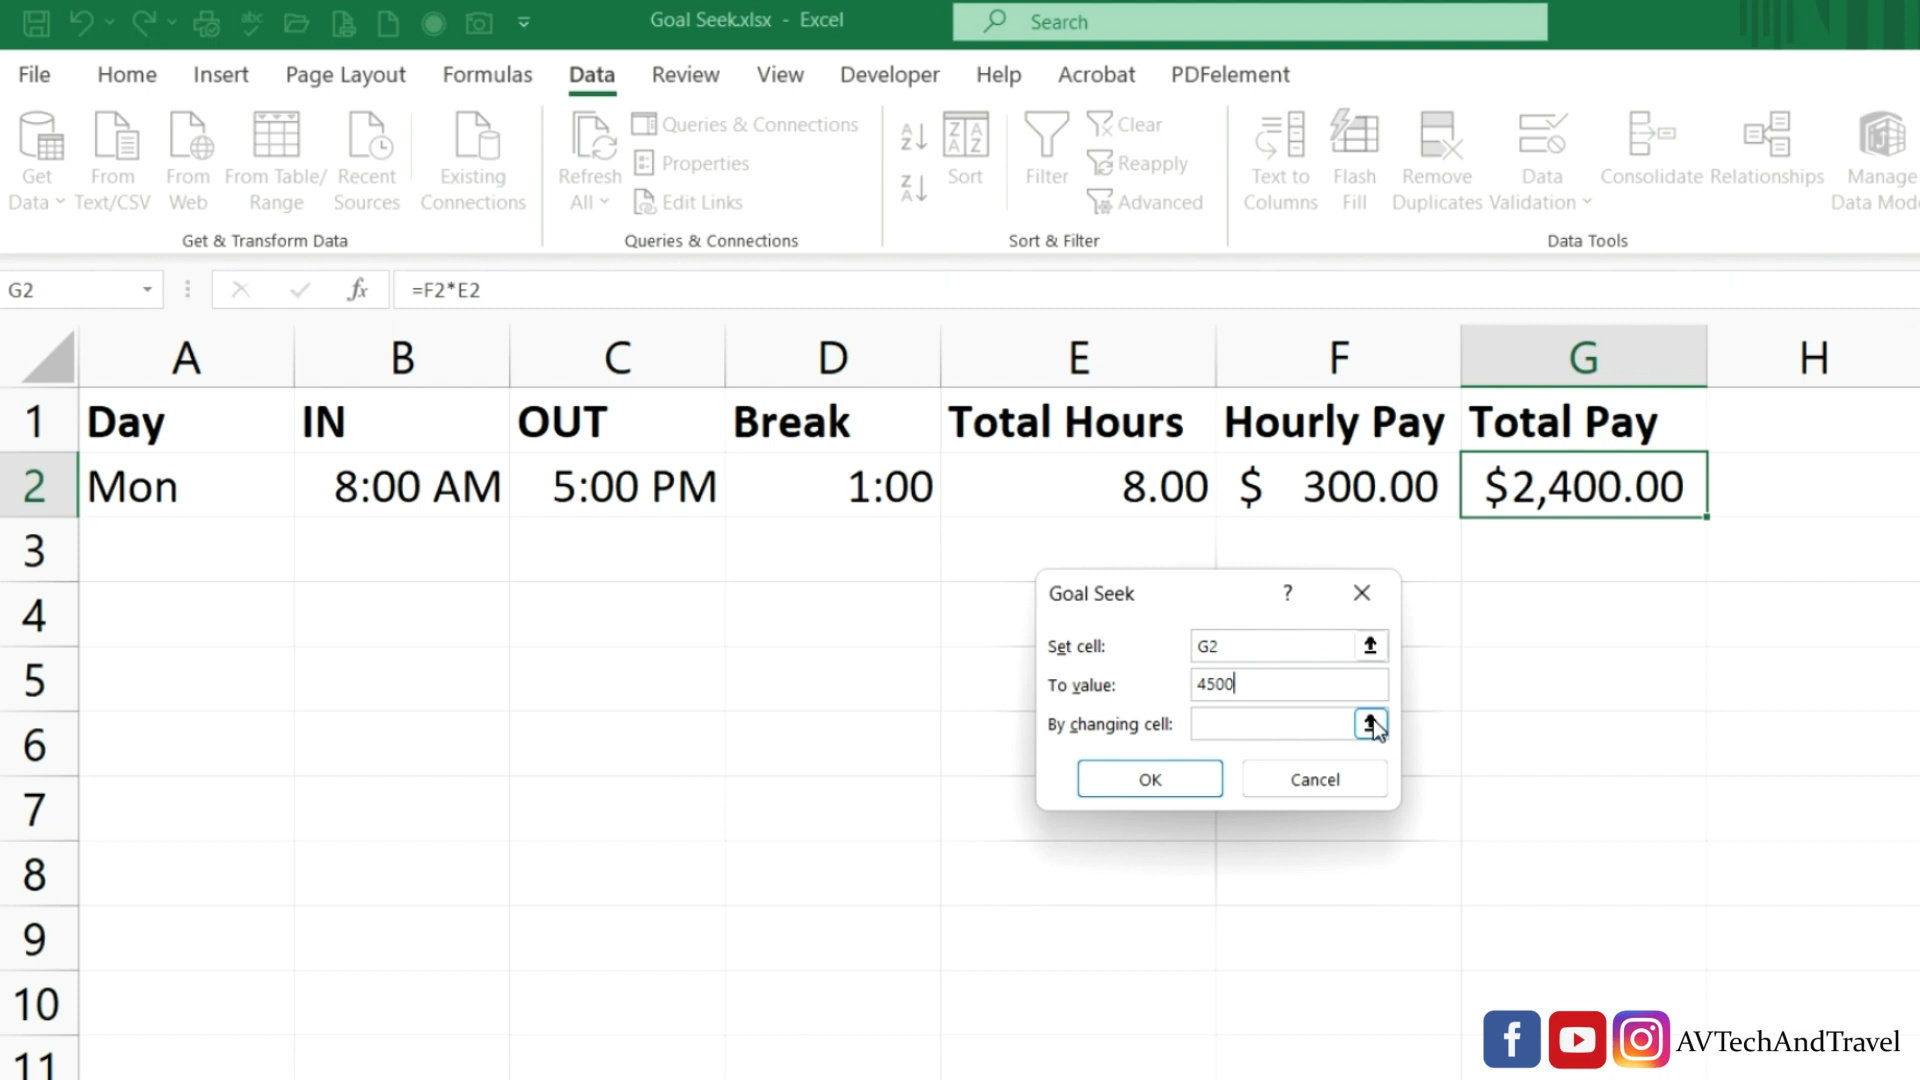 Goal Seek.xlsx - Excel
Search
File Home Insert Page Layout Formulas Data Review View Developer Help Acrobat PDFelement
Get Data
From Text/CSV
From Web
From Table/ Range
Recent Sources
Existing Connections
Get & Transform Data
Refresh All
Queries & Connections
Properties
Edit Links
Queries & Connections
Sort
Filter
Clear
Reapply
Advanced
Sort & Filter
Text to Columns
Flash Fill
Remove Duplicates
Data Validation
Consolidate
Relationships
Manage
Data Mod
Data Tools
G2 fx =F2*E2
A B C D E F G H
1 Day IN OUT Break Total Hours Hourly Pay Total Pay
2 Mon 8:00 AM 5:00 PM 1:00 8.00 $ 300.00 $2,400.00
3
4
5
6
7
8
9
10
11
Goal Seek ?
Set cell: G2
To value: 4500
By changing cell:
OK Cancel
AVTechAndTravel